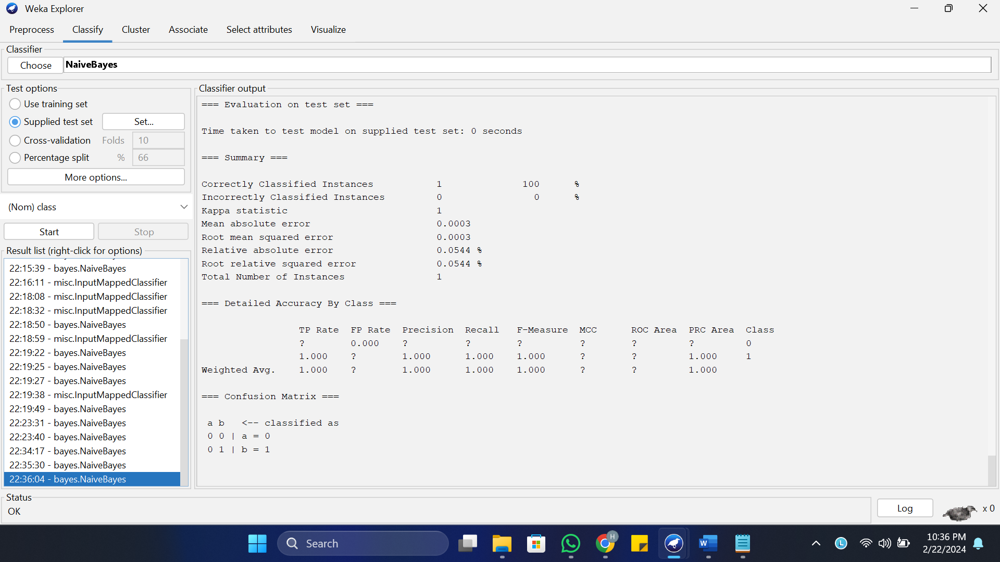 Weka Explorer
Preprocess Classify Cluster Associate Select attributes Visualize
Classifier
Choose NaiveBayes
Test options
Use training set
Supplied test set Set...
Cross-validation Folds 10
Percentage split % 66
More options...
(Nom) class
Start Stop
Result list (right-click for options)
22:15:39 - bayes.NaiveBayes
22:16:11 - misc.InputMappedClassifier
22:18:08 - misc.InputMappedClassifier
22:18:32 - misc.InputMappedClassifier
22:18:50 - bayes.NaiveBayes
22:18:59 - misc.InputMappedClassifier
22:19:22 - bayes.NaiveBayes
22:19:25 - bayes.NaiveBayes
22:19:27 - bayes.NaiveBayes
22:19:38 - misc.InputMappedClassifier
22:19:49 - bayes.NaiveBayes
22:23:31 - bayes.NaiveBayes
22:23:40 - bayes.NaiveBayes
22:34:17 - bayes.NaiveBayes
22:35:30 - bayes.NaiveBayes
22:36:04 - bayes.NaiveBayes
Classifier output
=== Evaluation on test set ===
Time taken to test model on supplied test set: 0 seconds
=== Summary ===
Correctly Classified Instances 1 100 %
Incorrectly Classified Instances 0 0 %
Kappa statistic 1
Mean absolute error 0.0003
Root mean squared error 0.0003
Relative absolute error 0.0544 %
Root relative squared error 0.0544 %
Total Number of Instances 1
=== Detailed Accuracy By Class ===
TP Rate FP Rate Precision Recall F-Measure MCC ROC Area PRC Area Class
? 0.000 ? ? ? ? ? ? 0
1.000 ? 1.000 1.000 1.000 ? ? 1.000 1
Weighted Avg. 1.000 ? 1.000 1.000 1.000 ? ? 1.000
=== Confusion Matrix ===
a b <-- classified as
0 0 | a = 0
0 1 | b = 1
Status
OK
Log x 0
Search
H
W
L
10:36 PM
2/22/2024